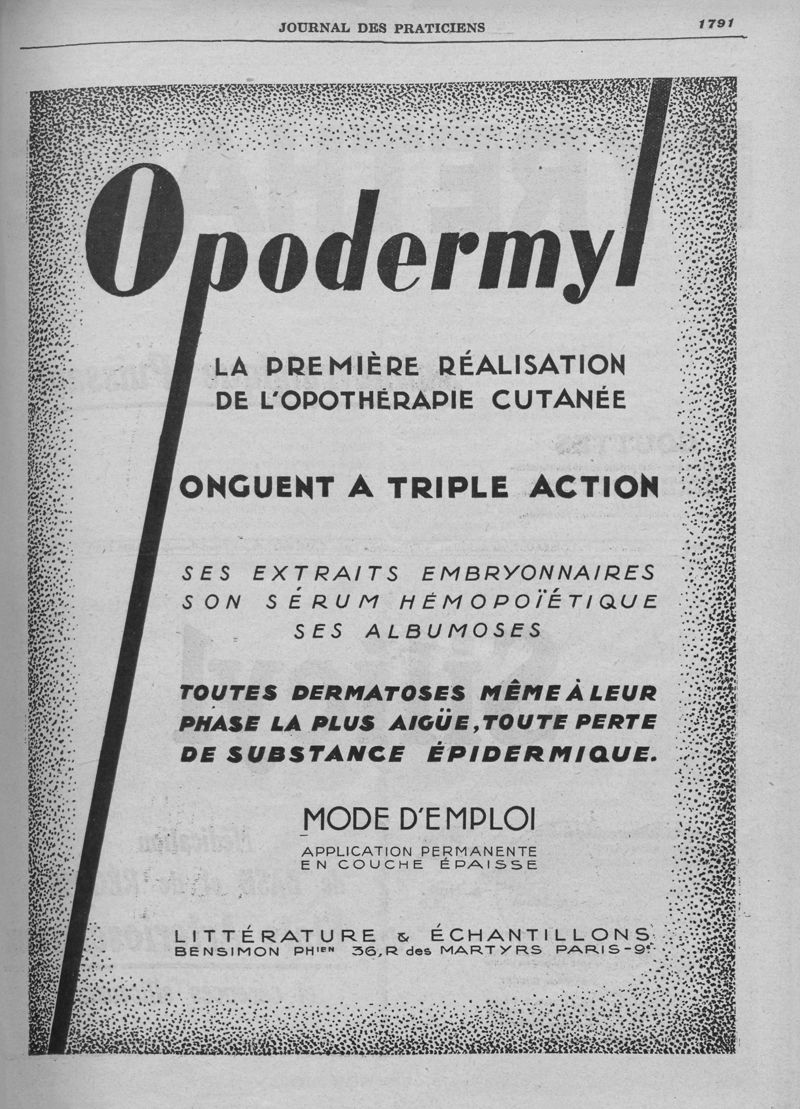 JOURNAL DES PRATICIENS
1791
Opodermyl
LA PREMIÈRE RÉALISATION
DE L'OPOTHÉRAPIE CUTANÉE
ONGUENT A TRIPLE ACTION
SES EXTRAITS EMBRYONNAIRES
SON SÉRUM HÉMOPOÏÉTIQUE
SES ALBUMOSES
TOUTES DERMATOSES MÊME À LEUR
PHASE LA PLUS AIGÜE, TOUTE PERTE
DE SUBSTANCE ÉPIDERMIQUE.
MODE D'EMPLOI
APPLICATION PERMANENTE
EN COUCHE ÉPAISSE
LITTÉRATURE & ÉCHANTILLONS
BENSIMON PHIEN 36, R des MARTYRS PARIS-9e